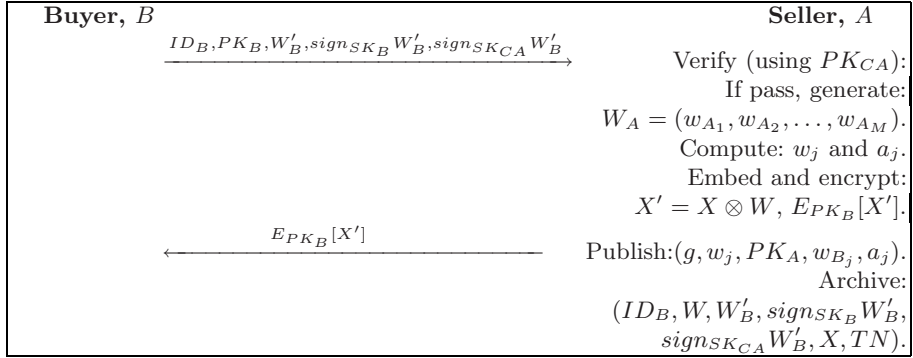 Buyer, B Seller, A
ID_B, PK_B, W'_B, sign_{SK_B} W'_B, sign_{SK_{CA}} W'_B
Verify (using PK_{CA}):
If pass, generate:
W_A = (w_{A_1}, w_{A_2}, . . . , w_{A_M}).
Compute: w_j and a_j.
Embed and encrypt:
X' = X ⊗ W, E_{PK_B}[X'].
E_{PK_B}[X']
Publish:(g, w_j, PK_A, w_{B_j}, a_j).
Archive:
(ID_B, W, W'_B, sign_{SK_B} W'_B,
sign_{SK_{CA}} W'_B, X, TN).